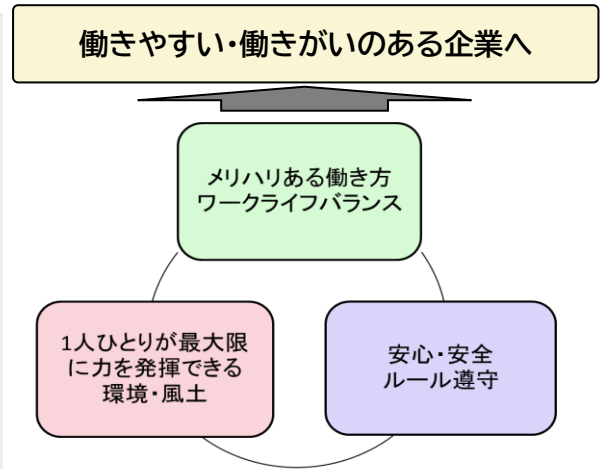 働きやすい・働きがいのある企業へ
メリハリある働き方
ワークライフバランス
1人ひとりが最大限
に力を発揮できる
環境・風土
安心・安全
ルール遵守